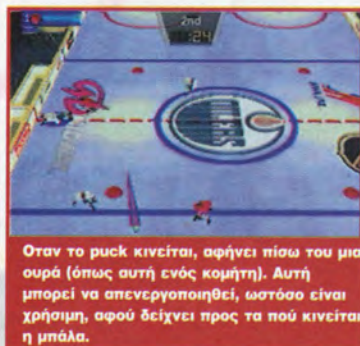 2nd
:24
OILERS
Οταν το puck κινείται, αφήνει πίσω του μια
ουρά (όπως αυτή ενός κομήτη). Αυτή
μπορεί να απενεργοποιηθεί, ωστόσο είναι
χρήσιμη, αφού δείχνει προς τα πού κινείται
η μπάλα.